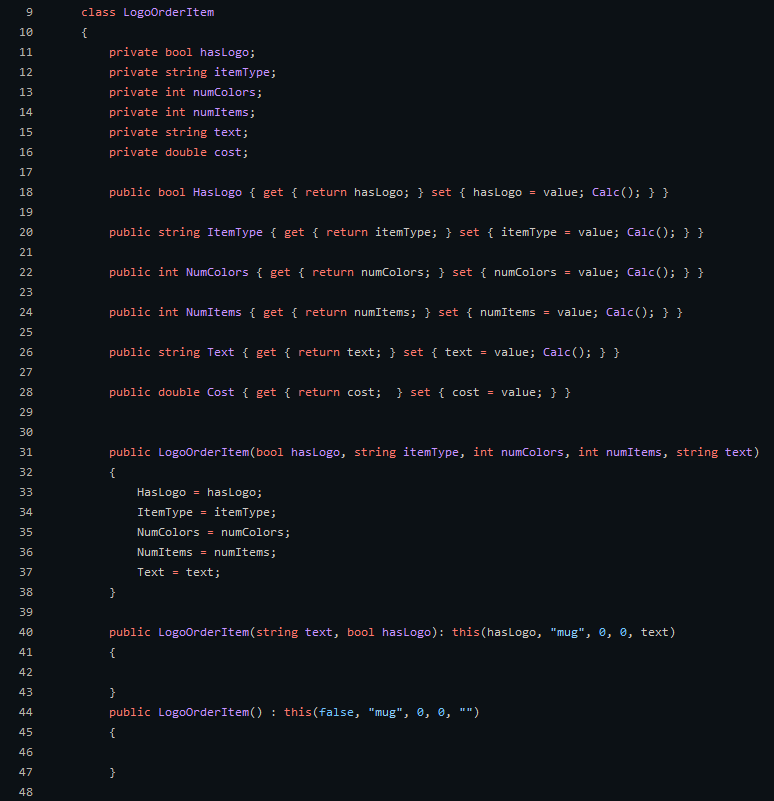 9 class LogoOrderItem
10 {
11 private bool hasLogo;
12 private string itemType;
13 private int numColors;
14 private int numItems;
15 private string text;
16 private double cost;
17
18 public bool HasLogo { get { return hasLogo; } set { hasLogo = value; Calc(); } }
19
20 public string ItemType { get { return itemType; } set { itemType = value; Calc(); } }
21
22 public int NumColors { get { return numColors; } set { numColors = value; Calc(); } }
23
24 public int NumItems { get { return numItems; } set { numItems = value; Calc(); } }
25
26 public string Text { get { return text; } set { text = value; Calc(); } }
27
28 public double Cost { get { return cost;  } set { cost = value; } }
29
30
31 public LogoOrderItem(bool hasLogo, string itemType, int numColors, int numItems, string text)
32 {
33 HasLogo = hasLogo;
34 ItemType = itemType;
35 NumColors = numColors;
36 NumItems = numItems;
37 Text = text;
38 }
39
40 public LogoOrderItem(string text, bool hasLogo): this(hasLogo, "mug", 0, 0, text)
41 {
42
43 }
44 public LogoOrderItem() : this(false, "mug", 0, 0, "")
45 {
46
47 }
48